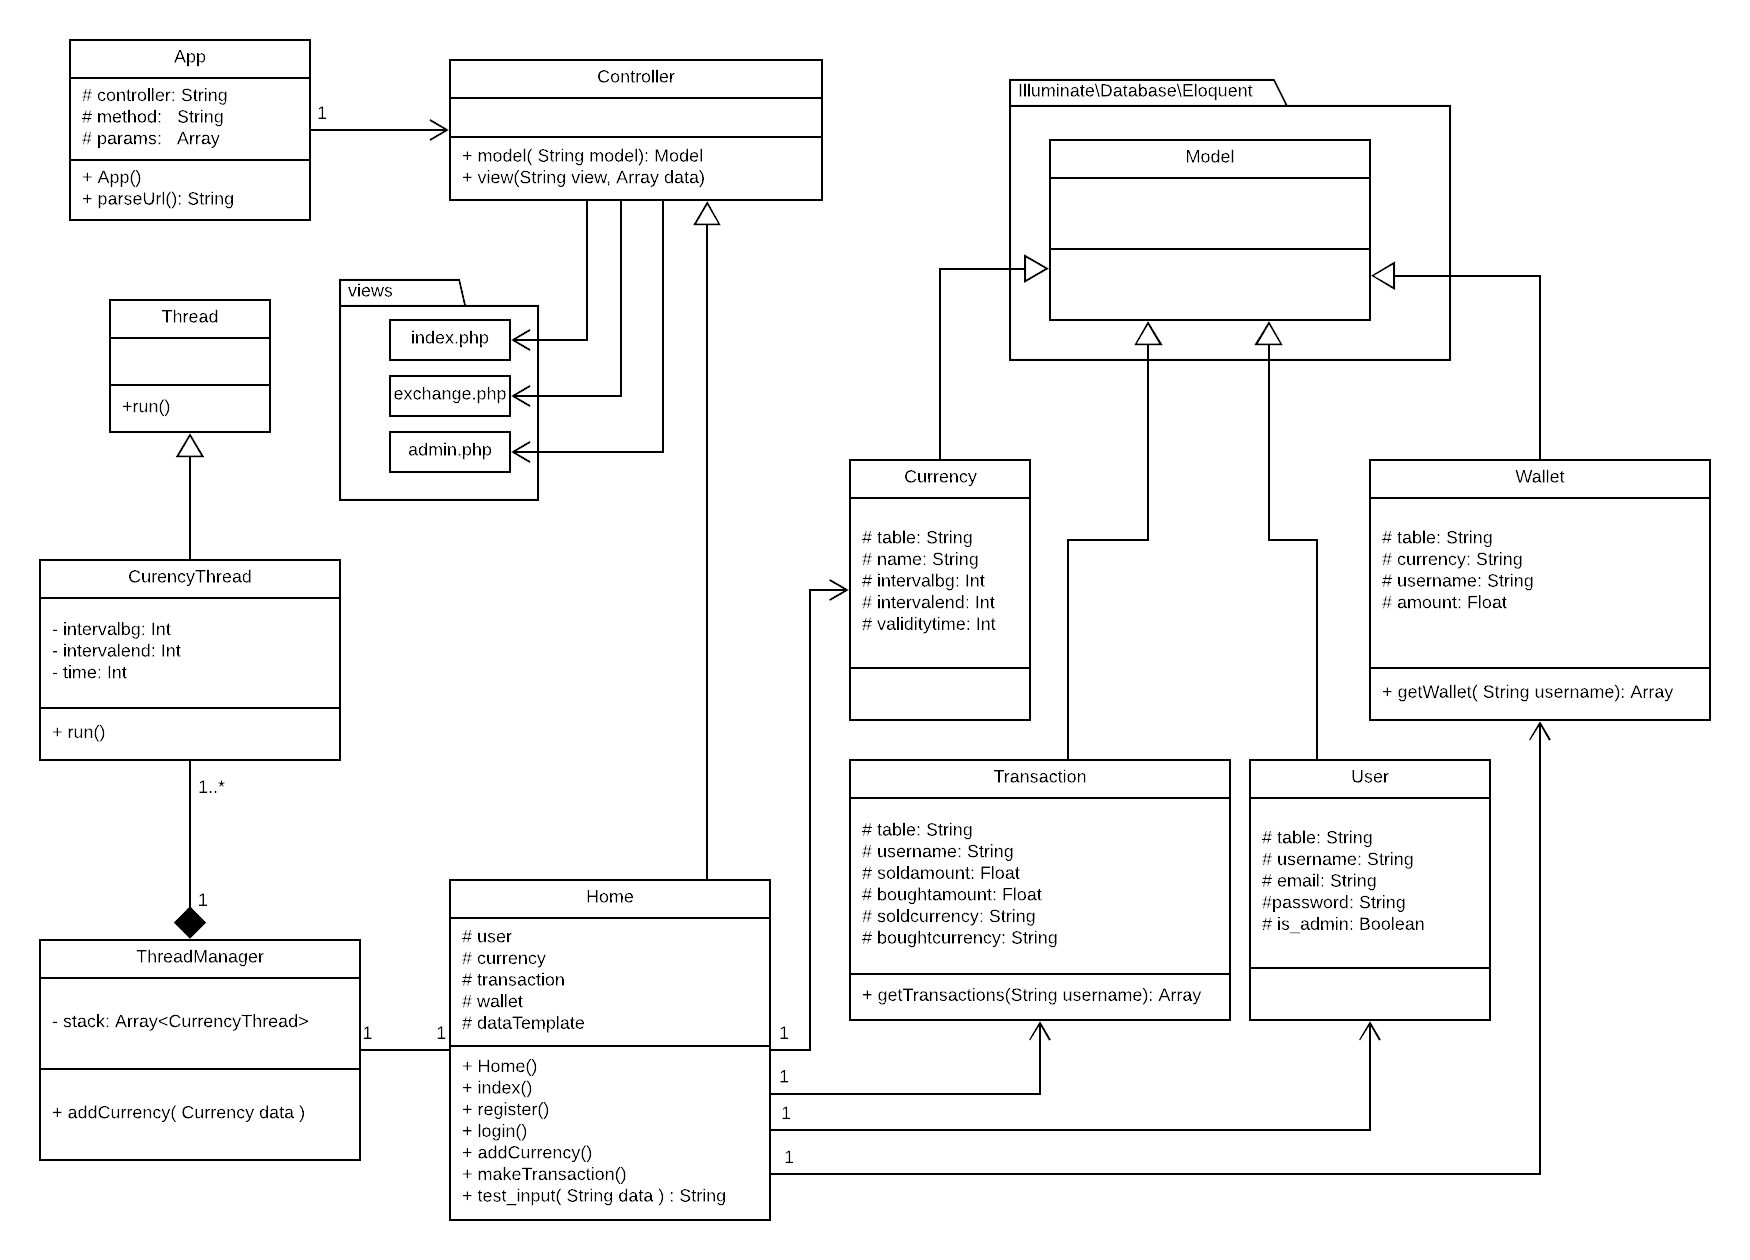 App
# controller: String
# method: String
# params: Array
+ App()
+ parseUrl(): String
1
Controller
+ model( String model): Model
+ view(String view, Array data)
Illuminate\Database\Eloquent
Model
views
index.php
exchange.php
admin.php
Thread
+run()
CurencyThread
- intervalbg: Int
- intervalend: Int
- time: Int
+ run()
1..*
1
ThreadManager
- stack: Array<CurrencyThread>
+ addCurrency( Currency data )
1
1
Home
# user
# currency
# transaction
# wallet
# dataTemplate
+ Home()
+ index()
+ register()
+ login()
+ addCurrency()
+ makeTransaction()
+ test_input( String data ) : String
1
1
1
1
Currency
# table: String
# name: String
# intervalbg: Int
# intervalend: Int
# validitytime: Int
Wallet
# table: String
# currency: String
# username: String
# amount: Float
+ getWallet( String username): Array
Transaction
# table: String
# username: String
# soldamount: Float
# boughtamount: Float
# soldcurrency: String
# boughtcurrency: String
+ getTransactions(String username): Array
User
# table: String
# username: String
# email: String
#password: String
# is_admin: Boolean